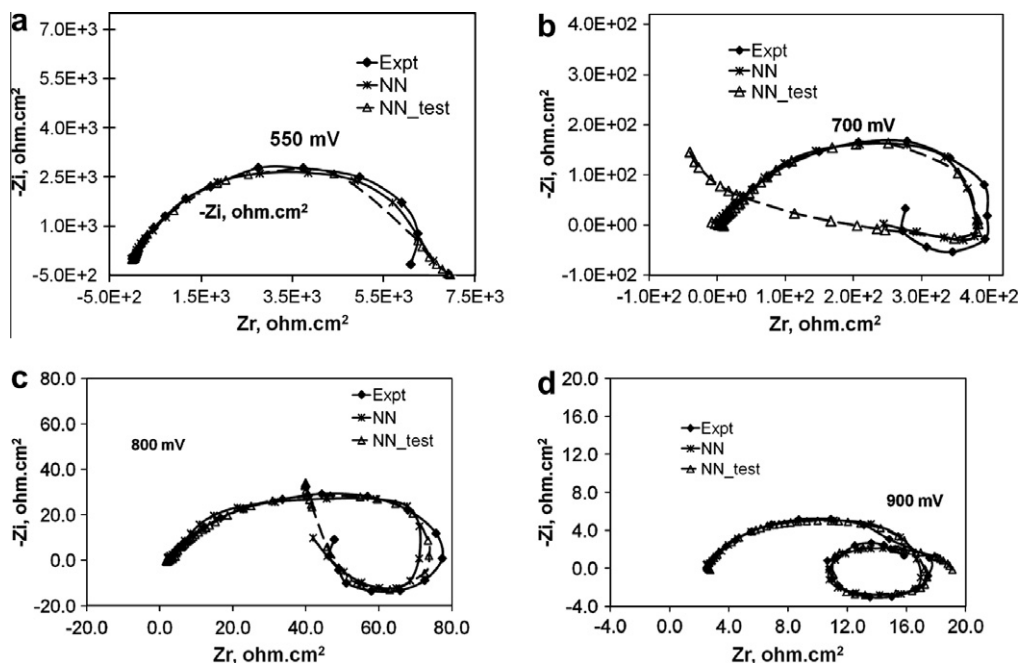 a
7.5E+3
5.5E+3
3.5E+3
1.5E+3
-5.0E+2
-Zi, ohm.cm²
Expt
NN
NN_test
550 mV
-Zi, ohm.cm²
-5.0E+2
1.5E+3
3.5E+3
5.5E+3
7.5E+3
Zr, ohm.cm²
b
4.0E+02
3.0E+02
2.0E+02
1.0E+02
0.0E+00
-1.0E+02
-Zi, ohm.cm²
Expt
NN
NN_test
700 mV
-1.0E+2
0.0E+0
1.0E+2
2.0E+2
3.0E+2
4.0E+2
Zr, ohm.cm²
c
80.0
60.0
40.0
20.0
0.0
-20.0
-Zi, ohm.cm²
Expt
NN
NN_test
800 mV
-20.0
0.0
20.0
40.0
60.0
80.0
Zr, ohm.cm²
d
20.0
16.0
12.0
8.0
4.0
0.0
-4.0
-Zi, ohm.cm²
Expt
NN
NN_test
900 mV
-4.0
0.0
4.0
8.0
12.0
16.0
20.0
Zr, ohm.cm²